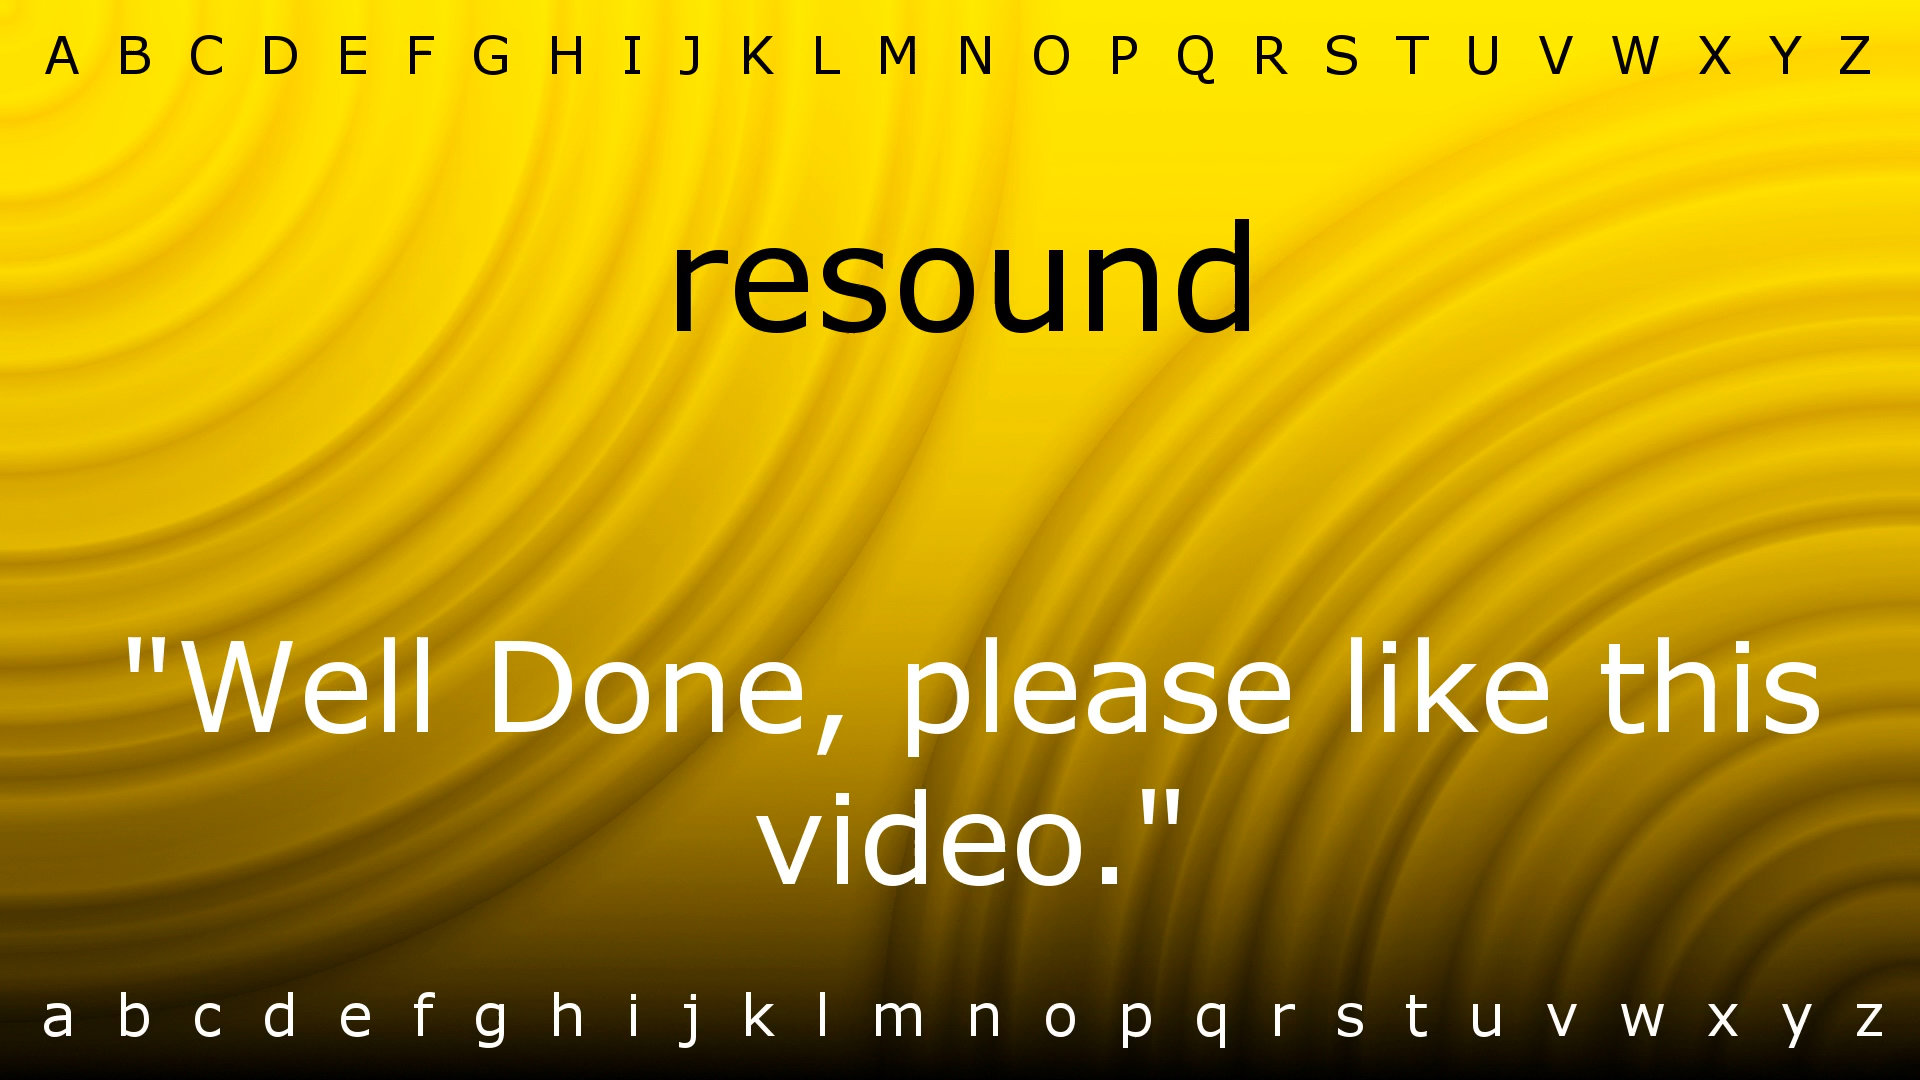 A B C D E F G H I J K L M N O P Q R S T U V W X Y Z
resound
"Well Done, please like this
video."
a b c d e f g h i j k l m n o p q r s t u v w x y z